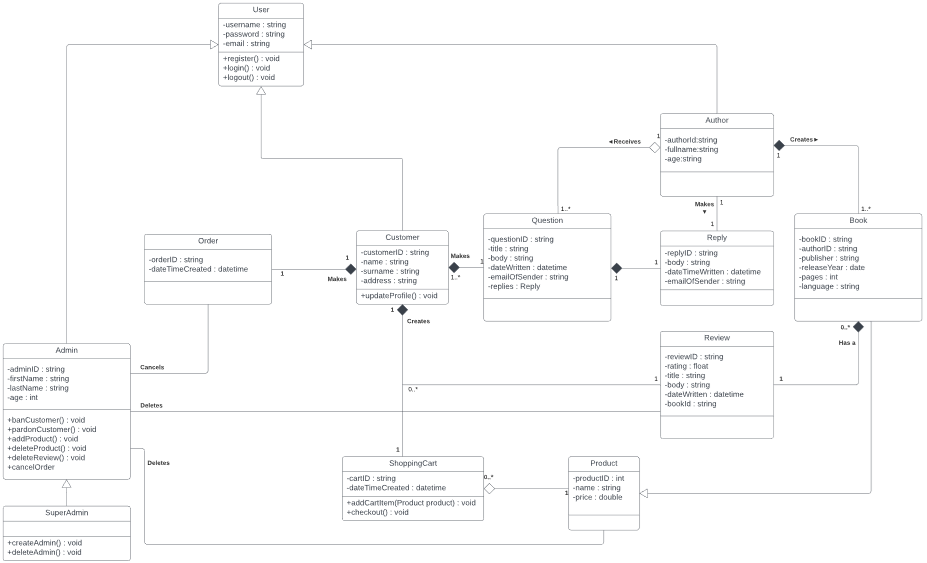 User
-username : string
-password : string
-email : string
+register() : void
+login() : void
+logout() : void
Author
-authorId:string
-fullname:string
-age:string
◄Receives
1
Creates►
1
1..*
1..*
Makes
▼
1
1
Order
-orderID : string
-dateTimeCreated : datetime
1
1
Makes
Customer
-customerID : string
-name : string
-surname : string
-address : string
+updateProfile() : void
Makes
1..*
1
Question
-questionID : string
-title : string
-body : string
-dateWritten : datetime
-emailOfSender : string
-replies : Reply
1
1
Reply
-replyID : string
-body : string
-dateTimeWritten : datetime
-emailOfSender : string
Book
-bookID : string
-authorID : string
-publisher : string
-releaseYear : date
-pages : int
-language : string
0..*
Has a
1
Creates
0..*
1
1
Review
-reviewID : string
-rating : float
-title : string
-body : string
-dateWritten : datetime
-bookId : string
1
Admin
-adminID : string
-firstName : string
-lastName : string
-age : int
+banCustomer() : void
+pardonCustomer() : void
+addProduct() : void
+deleteProduct() : void
+deleteReview() : void
+cancelOrder
Cancels
Deletes
Deletes
ShoppingCart
-cartID : string
-dateTimeCreated : datetime
+addCartItem(Product product) : void
+checkout() : void
0..*
1
Product
-productID : int
-name : string
-price : double
SuperAdmin
+createAdmin() : void
+deleteAdmin() : void